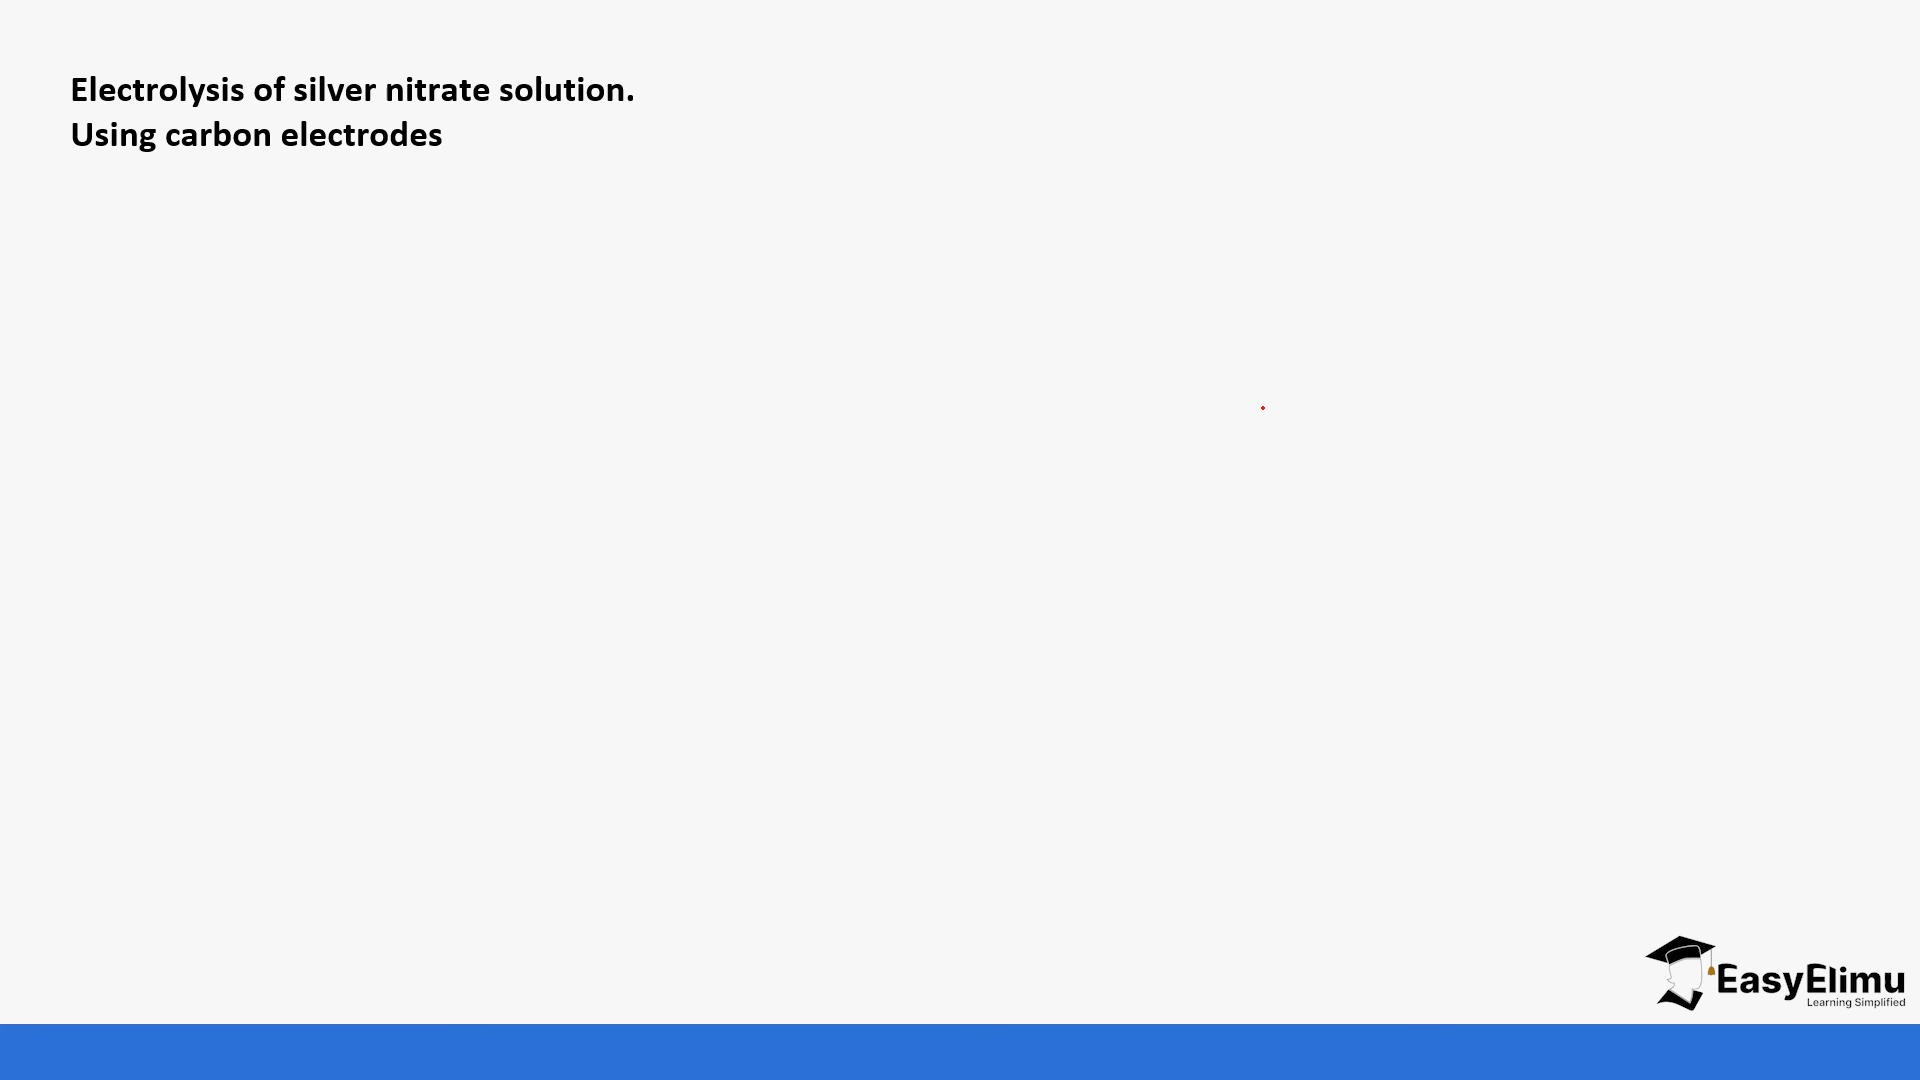 Electrolysis of silver nitrate solution.
Using carbon electrodes
EasyElimu
Learning Simplified